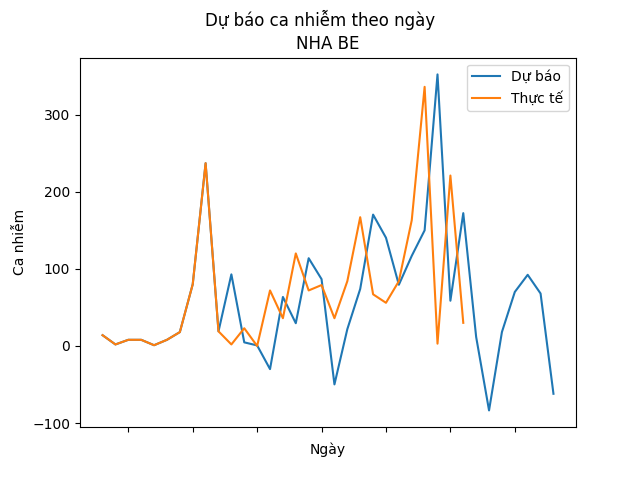 Dự báo ca nhiễm theo ngày
NHA BE
Dự báo
Thực tế
Ca nhiễm
300
200
100
0
−100
Ngày